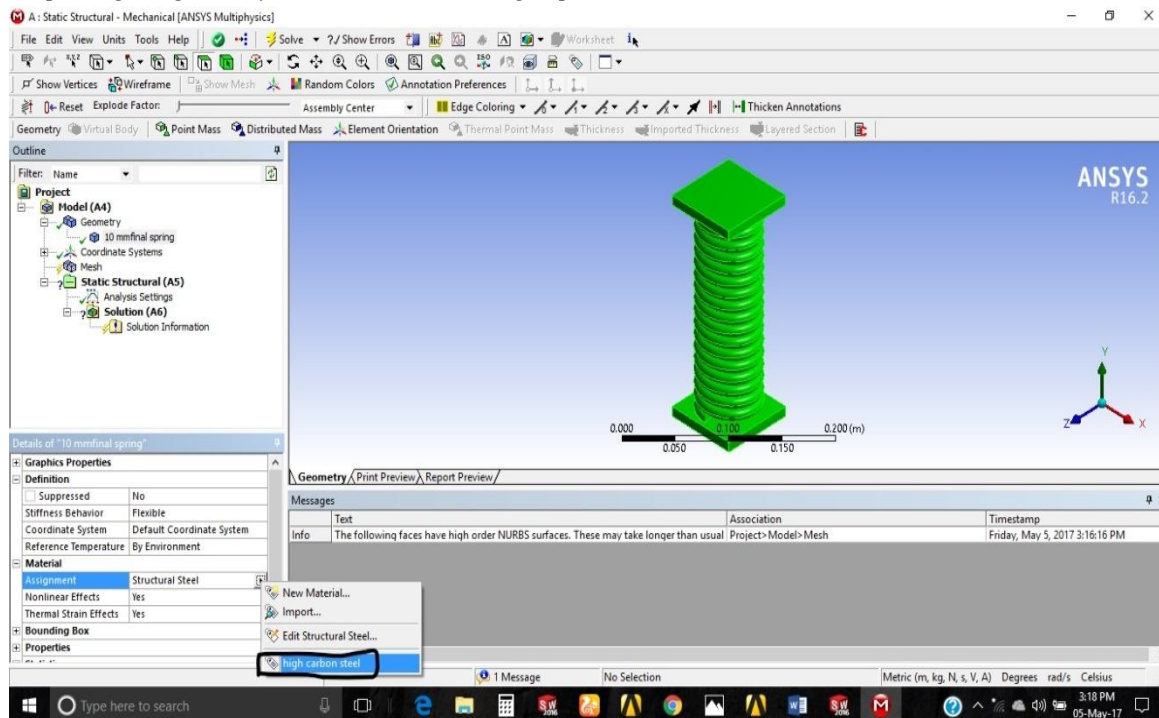 A : Static Structural - Mechanical [ANSYS Multiphysics]
File Edit View Units Tools Help Solve ?/ Show Errors Worksheet
Show Vertices Wireframe Show Mesh Random Colors Annotation Preferences
Reset Explode Factor: Assembly Center Edge Coloring Thicken Annotations
Geometry Virtual Body Point Mass Distributed Mass Element Orientation Thermal Point Mass Thickness Imported Thickness Layered Section
Outline
Filter: Name
Project
Model (A4)
Geometry
10 mmfinal spring
Coordinate Systems
Mesh
Static Structural (A5)
Analysis Settings
Solution (A6)
Solution Information
ANSYS
R16.2
Y
Z X
0.000 0.100 0.200 (m)
0.050 0.150
Geometry Print Preview Report Preview
Details of "10 mmfinal spring"
Graphics Properties
Definition
Suppressed No
Stiffness Behavior Flexible
Coordinate System Default Coordinate System
Reference Temperature By Environment
Material
Assignment Structural Steel
Nonlinear Effects Yes
Thermal Strain Effects Yes
Bounding Box
Properties
New Material...
Import...
Edit Structural Steel...
high carbon steel
Messages
Text Association Timestamp
Info The following faces have high order NURBS surfaces. These may take longer than usual Project>Model>Mesh Friday, May 5, 2017 3:16:16 PM
1 Message No Selection Metric (m, kg, N, s, V, A) Degrees rad/s Celsius
Type here to search
3:18 PM
05-May-17